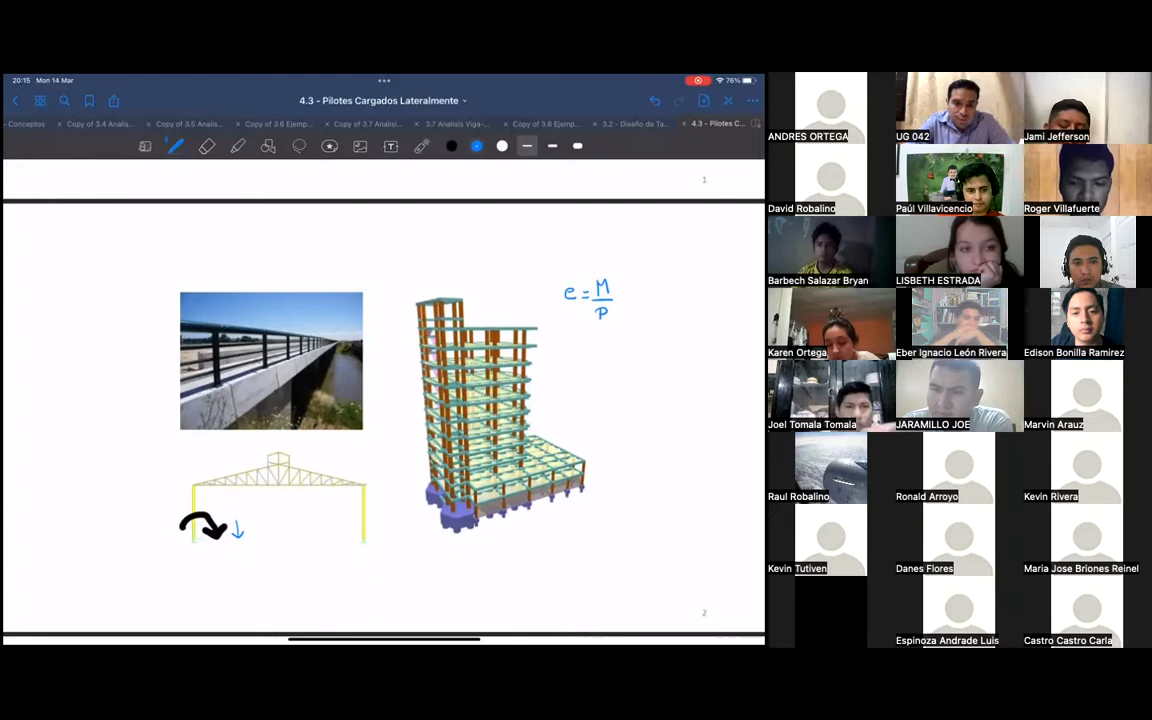 20:15 Mon 14 Mar
76%
4.3 - Pilotes Cargados Lateralmente
Conceptos
Copy of 3.4 Analis...
Copy of 3.5 Analis...
Copy of 3.6 Ejemp...
Copy of 3.7 Analisi...
3.7 Analisis Viga-...
Copy of 3.8 Ejemp...
3.2 - Diseño de Ta...
4.3 - Pilotes C...
1
e = M
P
2
ANDRES ORTEGA
UG 042
Jami Jefferson
David Robalino
Paúl Villavicencio
Roger Villafuerte
Barbech Salazar Bryan
LISBETH ESTRADA
Karen Ortega
Eber Ignacio León Rivera
Edison Bonilla Ramirez
Joel Tomala Tomala
JARAMILLO JOE
Marvin Arauz
Raul Robalino
Ronald Arroyo
Kevin Rivera
Kevin Tutiven
Danes Flores
Maria Jose Briones Reinel
Espinoza Andrade Luis
Castro Castro Carla